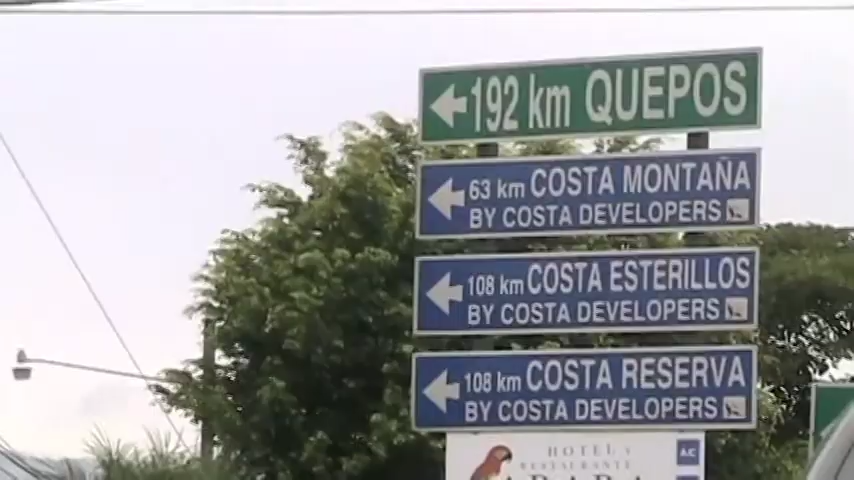 192 km QUEPOS
63 km COSTA MONTAÑA
BY COSTA DEVELOPERS
108 km COSTA ESTERILLOS
BY COSTA DEVELOPERS
108 km COSTA RESERVA
BY COSTA DEVELOPERS
HOTEL Y
RESTAURANTE
AC